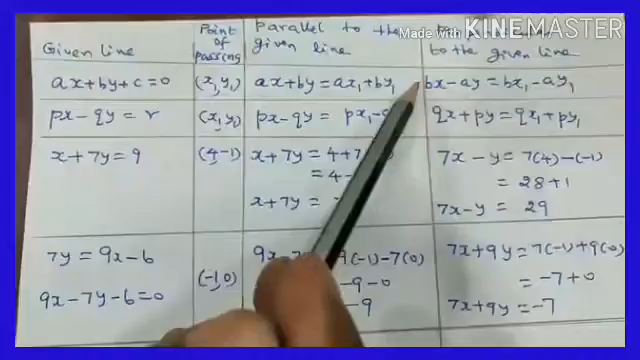 Made with KINEMASTER
Given line
Point of passing
Parallel to the given line
to the given line
ax+by+c=0
(x₁,y₁)
ax+by = ax₁+by₁
bx-ay=bx₁-ay₁
px-qy=r
(x₁,y₁)
px-qy =
qx+py=qx₁+py₁
x+7y=9
(4,-1)
x+7y = 4+7
= 4-
x+7y =
7x-y= 7(4)-(-1)
= 28+1
7x-y = 29
7y = 9x-6
9x-7y-6=0
(-1,0)
9(-1)-7(0)
-9-0
-9
7x+9y=7(-1)+9(0)
= -7+0
7x+9y=-7